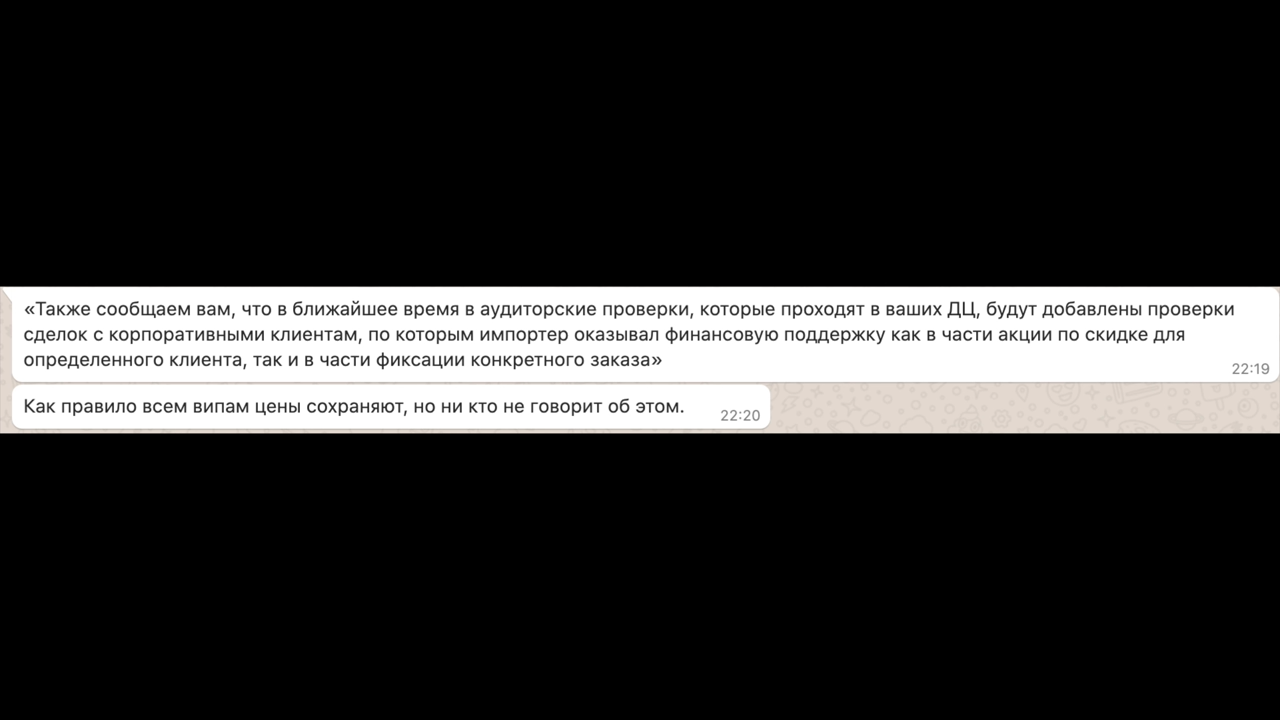 «Также сообщаем вам, что в ближайшее время в аудиторские проверки, которые проходят в ваших ДЦ, будут добавлены проверки
сделок с корпоративными клиентам, по которым импортер оказывал финансовую поддержку как в части акции по скидке для
определенного клиента, так и в части фиксации конкретного заказа»
22:19
Как правило всем випам цены сохраняют, но ни кто не говорит об этом.
22:20